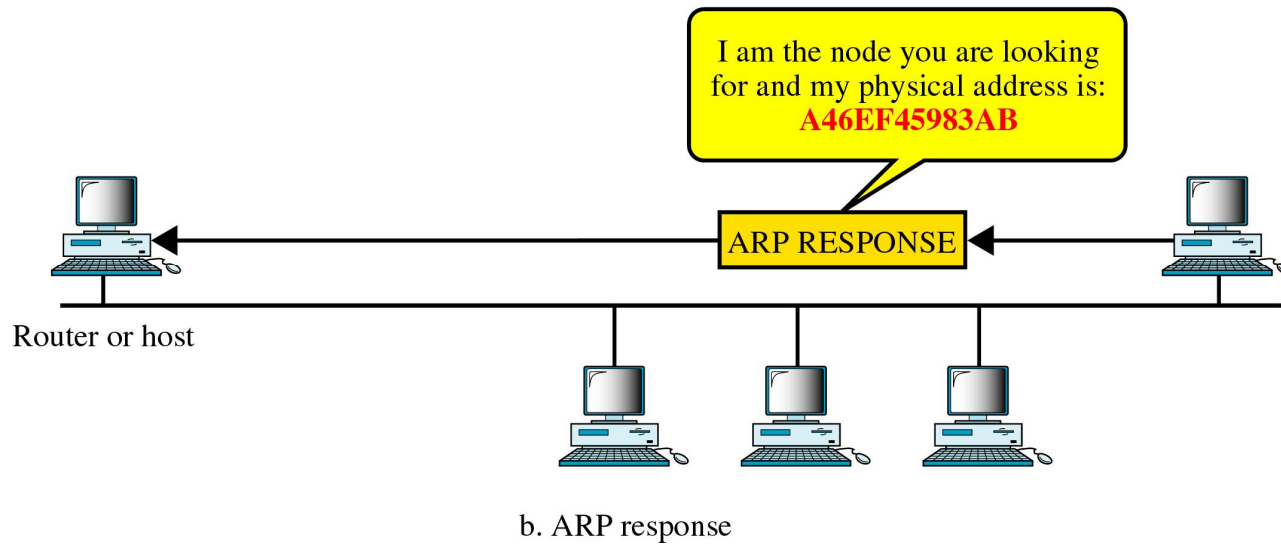 I am the node you are looking
for and my physical address is:
A46EF45983AB
ARP RESPONSE
Router or host
b. ARP response